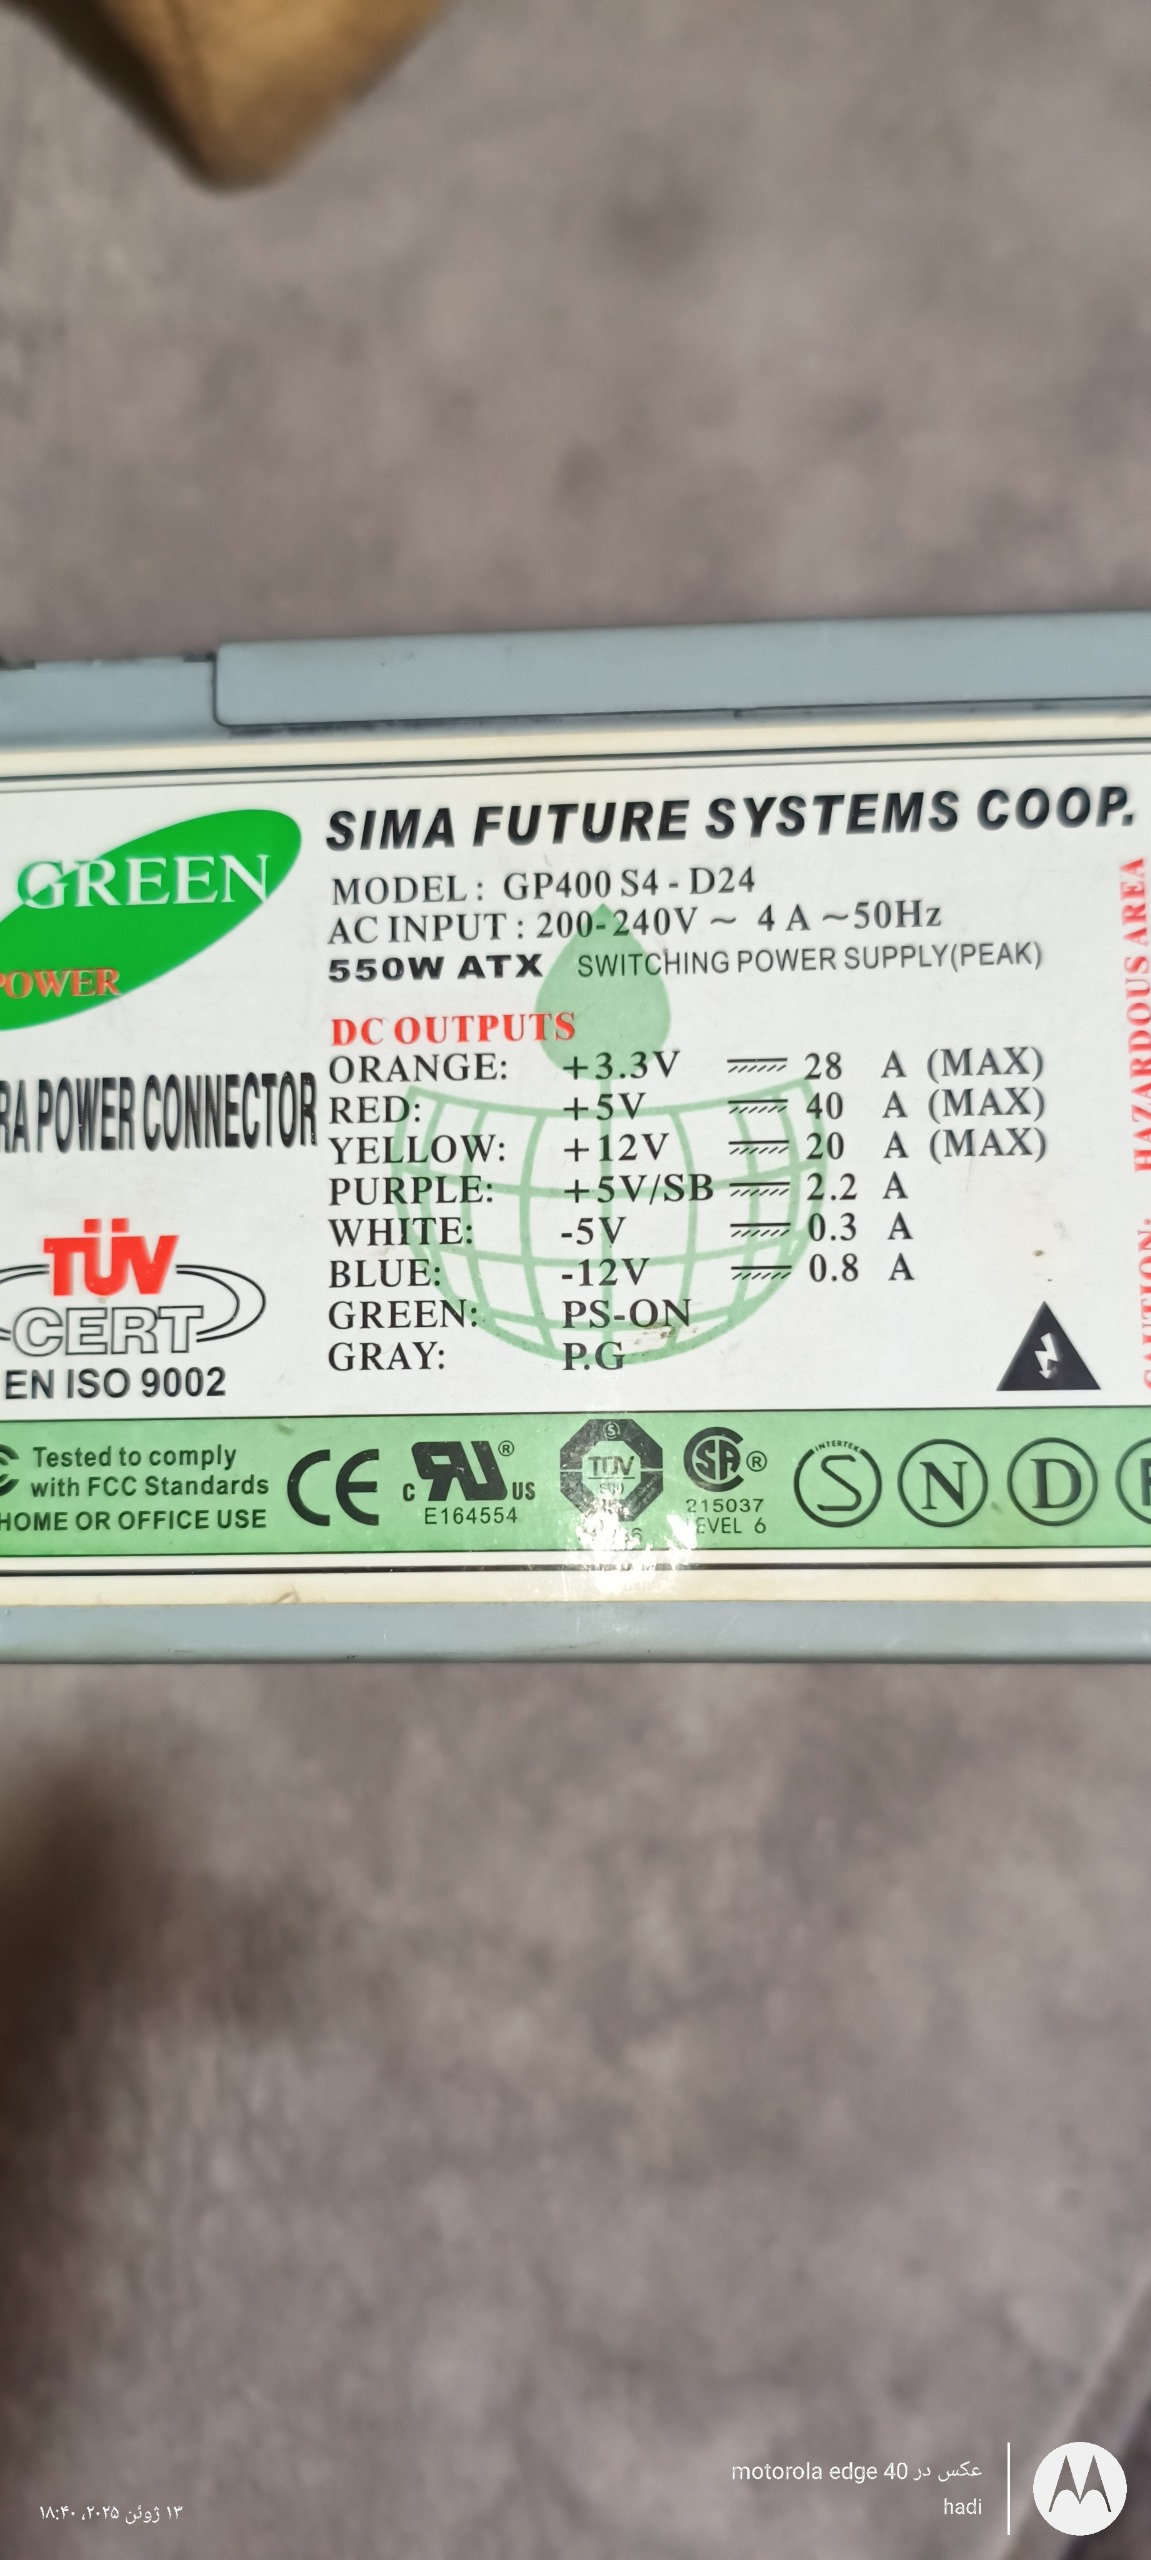 GREEN
POWER
RA POWER CONNECTOR
TÜV
CERT
EN ISO 9002
SIMA FUTURE SYSTEMS COOP.
MODEL : GP400 S4 - D24
AC INPUT : 200-240V ~ 4 A ~50Hz
550W ATX SWITCHING POWER SUPPLY(PEAK)
DC OUTPUTS
ORANGE: +3.3V 28 A (MAX)
RED: +5V 40 A (MAX)
YELLOW: +12V 20 A (MAX)
PURPLE: +5V/SB 2.2 A
WHITE: -5V 0.3 A
BLUE: -12V 0.8 A
GREEN: PS-ON
GRAY: P.G
CAUTION: HAZARDOUS AREA
Tested to comply
with FCC Standards
HOME OR OFFICE USE
CE
c RU ® US
E164554
TÜV
SA ®
215037
LEVEL 6
INTERTEK
S N D
عکس در motorola edge 40
hadi
۱۳ ژوئن ۲۰۲۵، ۱۸:۴۰